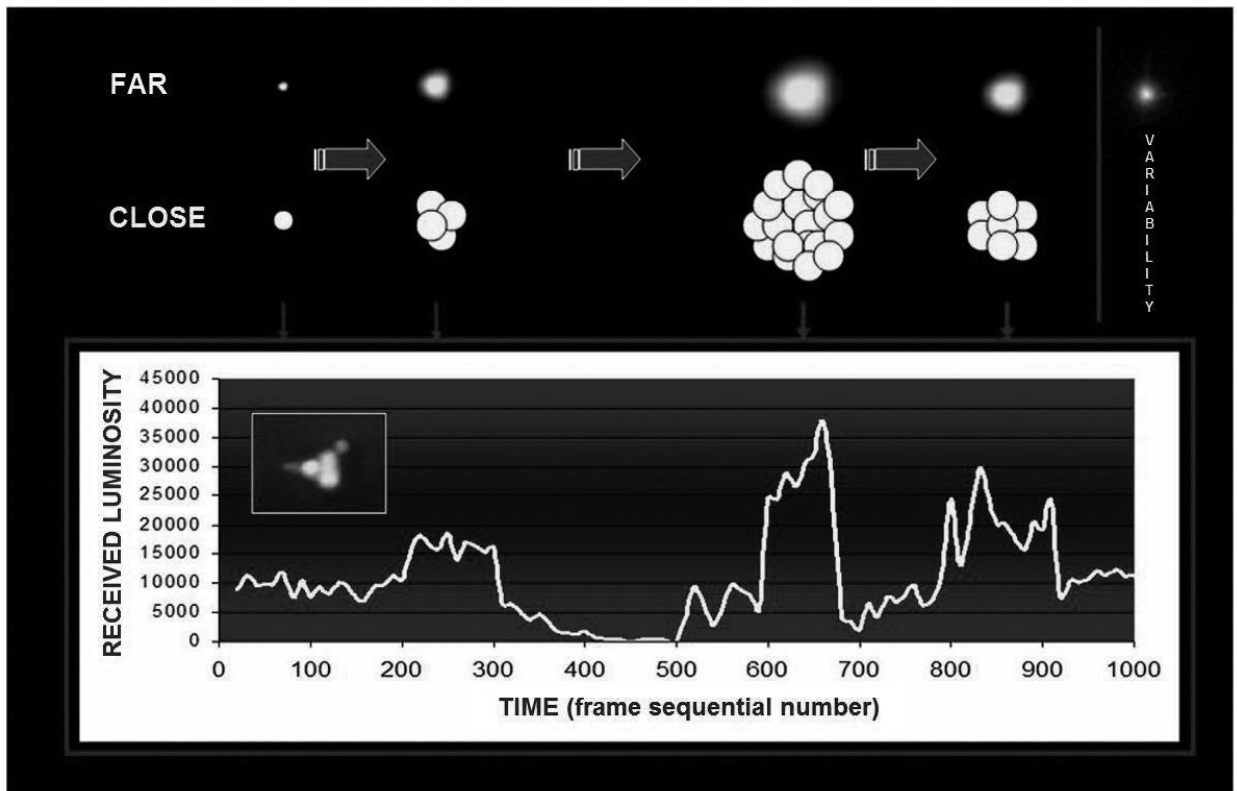 FAR
CLOSE
VARIABILITY
RECEIVED LUMINOSITY
45000
40000
35000
30000
25000
20000
15000
10000
5000
0
0 100 200 300 400 500 600 700 800 900 1000
TIME (frame sequential number)